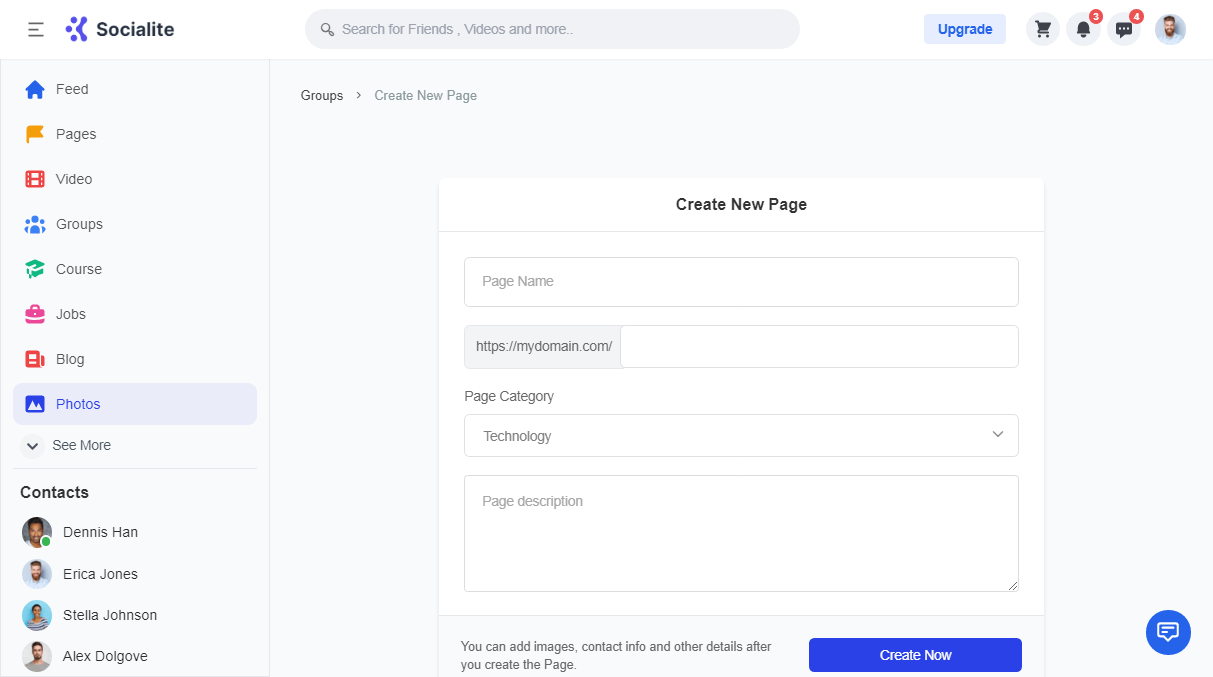 Socialite
Search for Friends , Videos and more..
Upgrade
3
4
Feed
Pages
Video
Groups
Course
Jobs
Blog
Photos
See More
Contacts
Dennis Han
Erica Jones
Stella Johnson
Alex Dolgove
Groups
Create New Page
Create New Page
Page Name
https://mydomain.com/
Page Category
Technology
Page description
You can add images, contact info and other details after
you create the Page.
Create Now